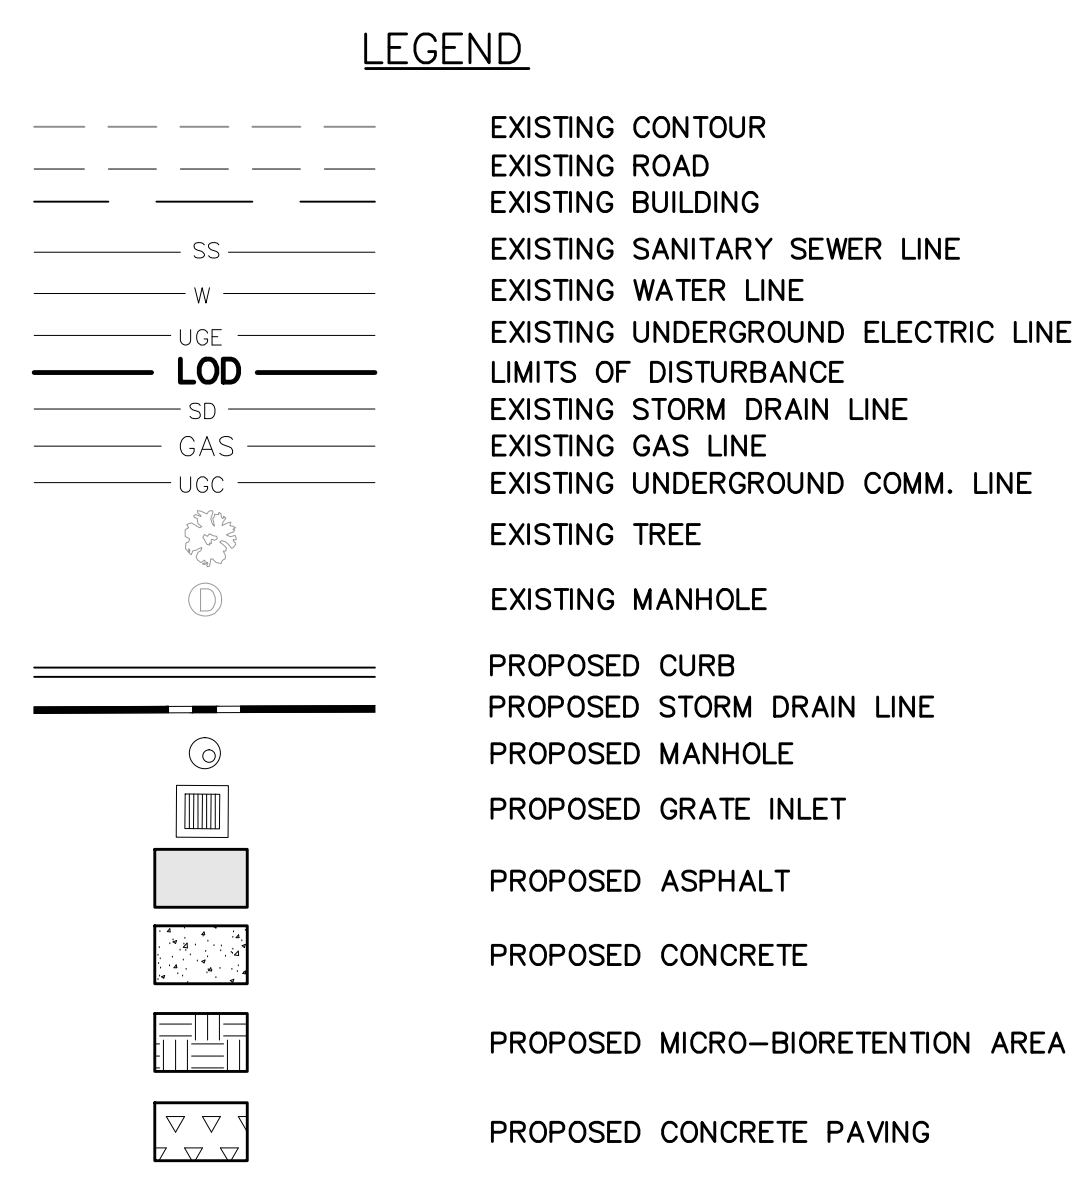 LEGEND
EXISTING CONTOUR
EXISTING ROAD
EXISTING BUILDING
SS EXISTING SANITARY SEWER LINE
W EXISTING WATER LINE
UGE EXISTING UNDERGROUND ELECTRIC LINE
LOD LIMITS OF DISTURBANCE
SD EXISTING STORM DRAIN LINE
GAS EXISTING GAS LINE
UGC EXISTING UNDERGROUND COMM. LINE
EXISTING TREE
D EXISTING MANHOLE
PROPOSED CURB
PROPOSED STORM DRAIN LINE
PROPOSED MANHOLE
PROPOSED GRATE INLET
PROPOSED ASPHALT
PROPOSED CONCRETE
PROPOSED MICRO-BIORETENTION AREA
PROPOSED CONCRETE PAVING